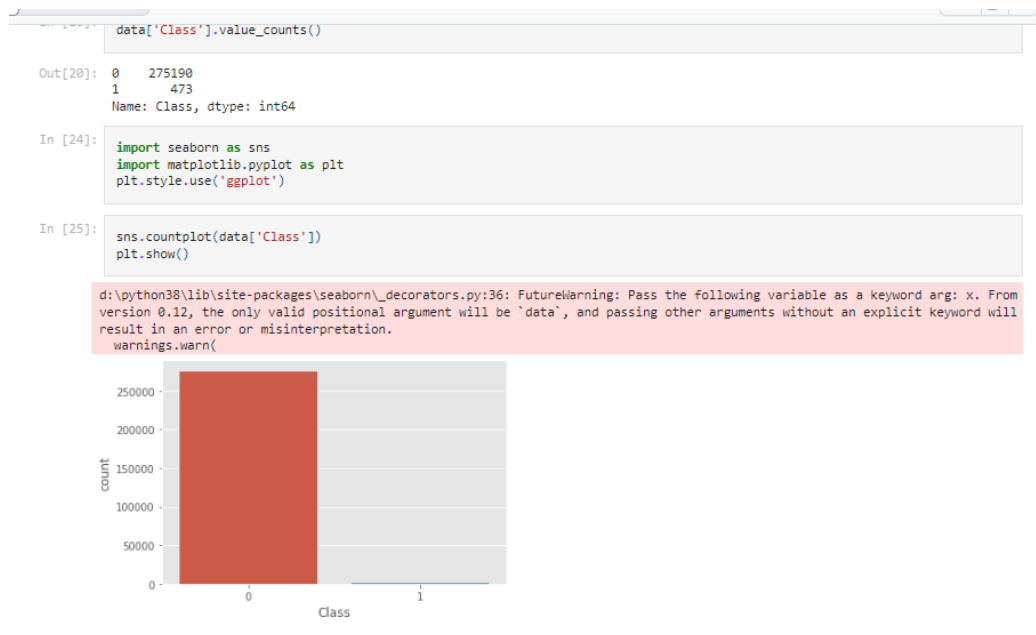 data['Class'].value_counts()
Out[20]: 0    275190
1       473
Name: Class, dtype: int64
In [24]:
import seaborn as sns
import matplotlib.pyplot as plt
plt.style.use('ggplot')
In [25]:
sns.countplot(data['Class'])
plt.show()
d:\python38\lib\site-packages\seaborn\_decorators.py:36: FutureWarning: Pass the following variable as a keyword arg: x. From
version 0.12, the only valid positional argument will be `data`, and passing other arguments without an explicit keyword will
result in an error or misinterpretation.
warnings.warn(
250000
200000
150000
100000
50000
0
count
0 1
Class